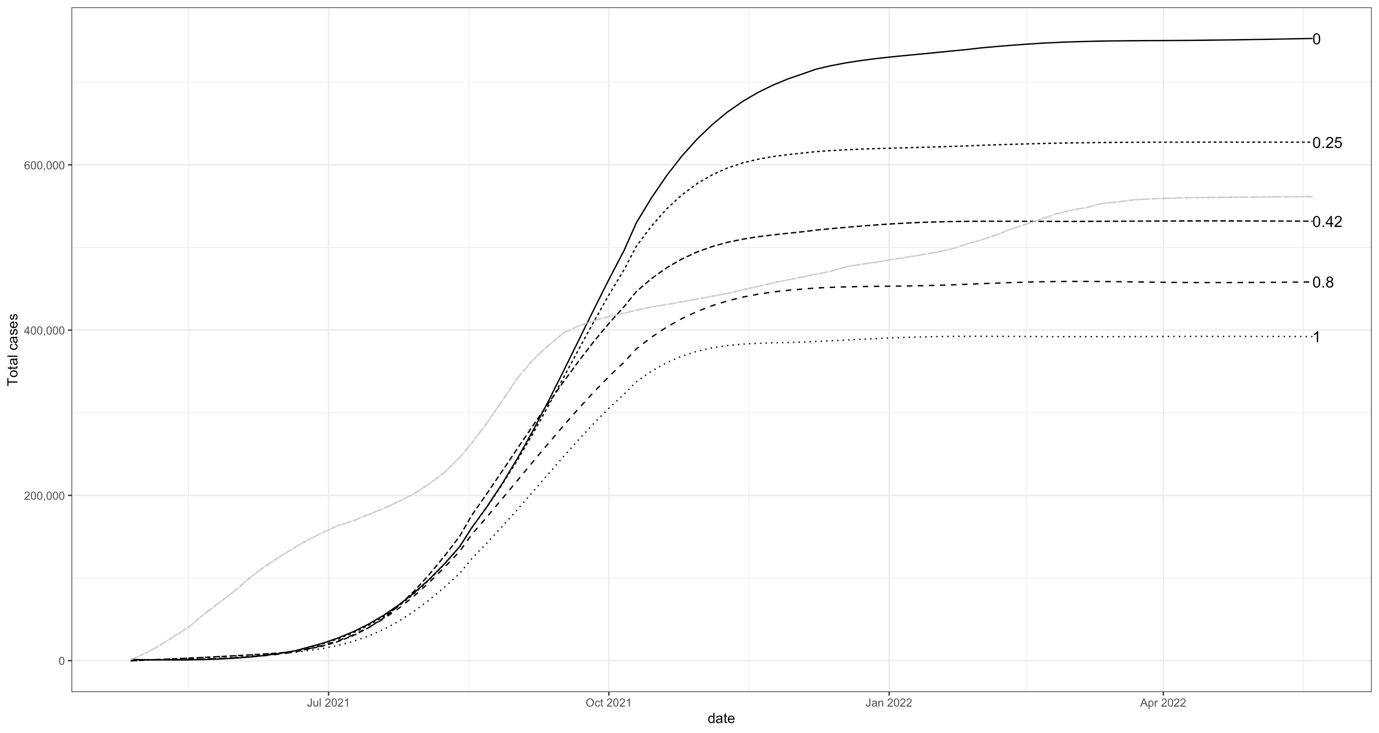 Total cases
600,000
400,000
200,000
0
0
0.25
0.42
0.8
1
Jul 2021
Oct 2021
Jan 2022
Apr 2022
date